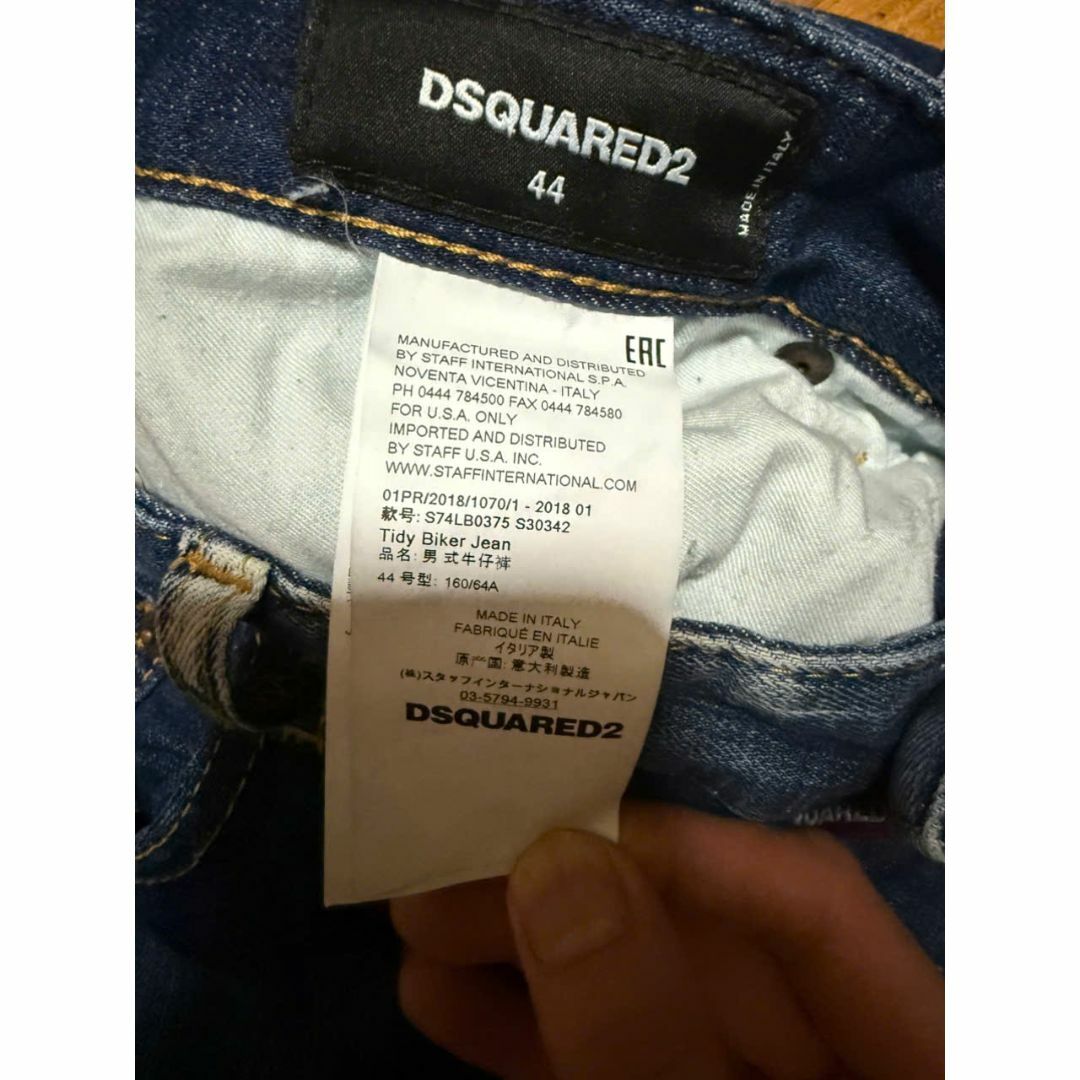 DSQUARED2
44
MADE IN ITALY
EAC
MANUFACTURED AND DISTRIBUTED
BY STAFF INTERNATIONAL S.P.A.
NOVENTA VICENTINA - ITALY
PH 0444 784500 FAX 0444 784580
FOR U.S.A. ONLY
IMPORTED AND DISTRIBUTED
BY STAFF U.S.A. INC.
WWW.STAFFINTERNATIONAL.COM
01PR/2018/1070/1 - 2018 01
款号: S74LB0375 S30342
Tidy Biker Jean
品名: 男 式牛仔裤
44 号型: 160/64A
MADE IN ITALY
FABRIQUÉ EN ITALIE
イタリア製
原 国: 意大利製造
(株)スタッフインターナショナルジャパン
03-5794-9931
DSQUARED2